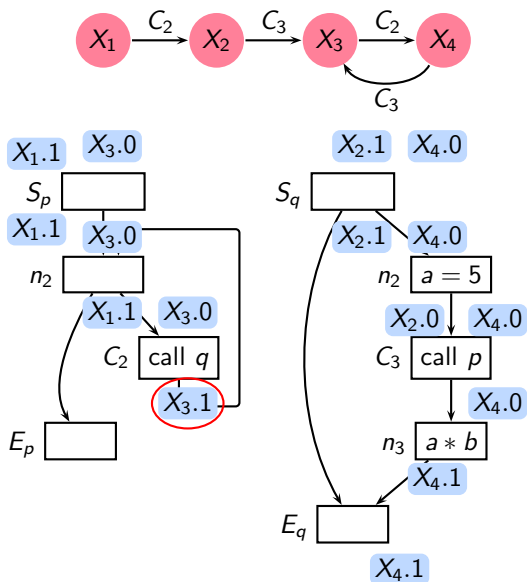 C₂ C₃ C₂
X₁ X₂ X₃ X₄
C₃
X₁.1 X₃.0
Sₚ
X₁.1 X₃.0
n₂
X₁.1 X₃.0
C₂ call q
X₃.1
Eₚ
X₂.1 X₄.0
S_q
X₂.1 X₄.0
n₂ a = 5
X₂.0 X₄.0
C₃ call p
X₄.0
n₃ a ∗ b
X₄.1
E_q
X₄.1